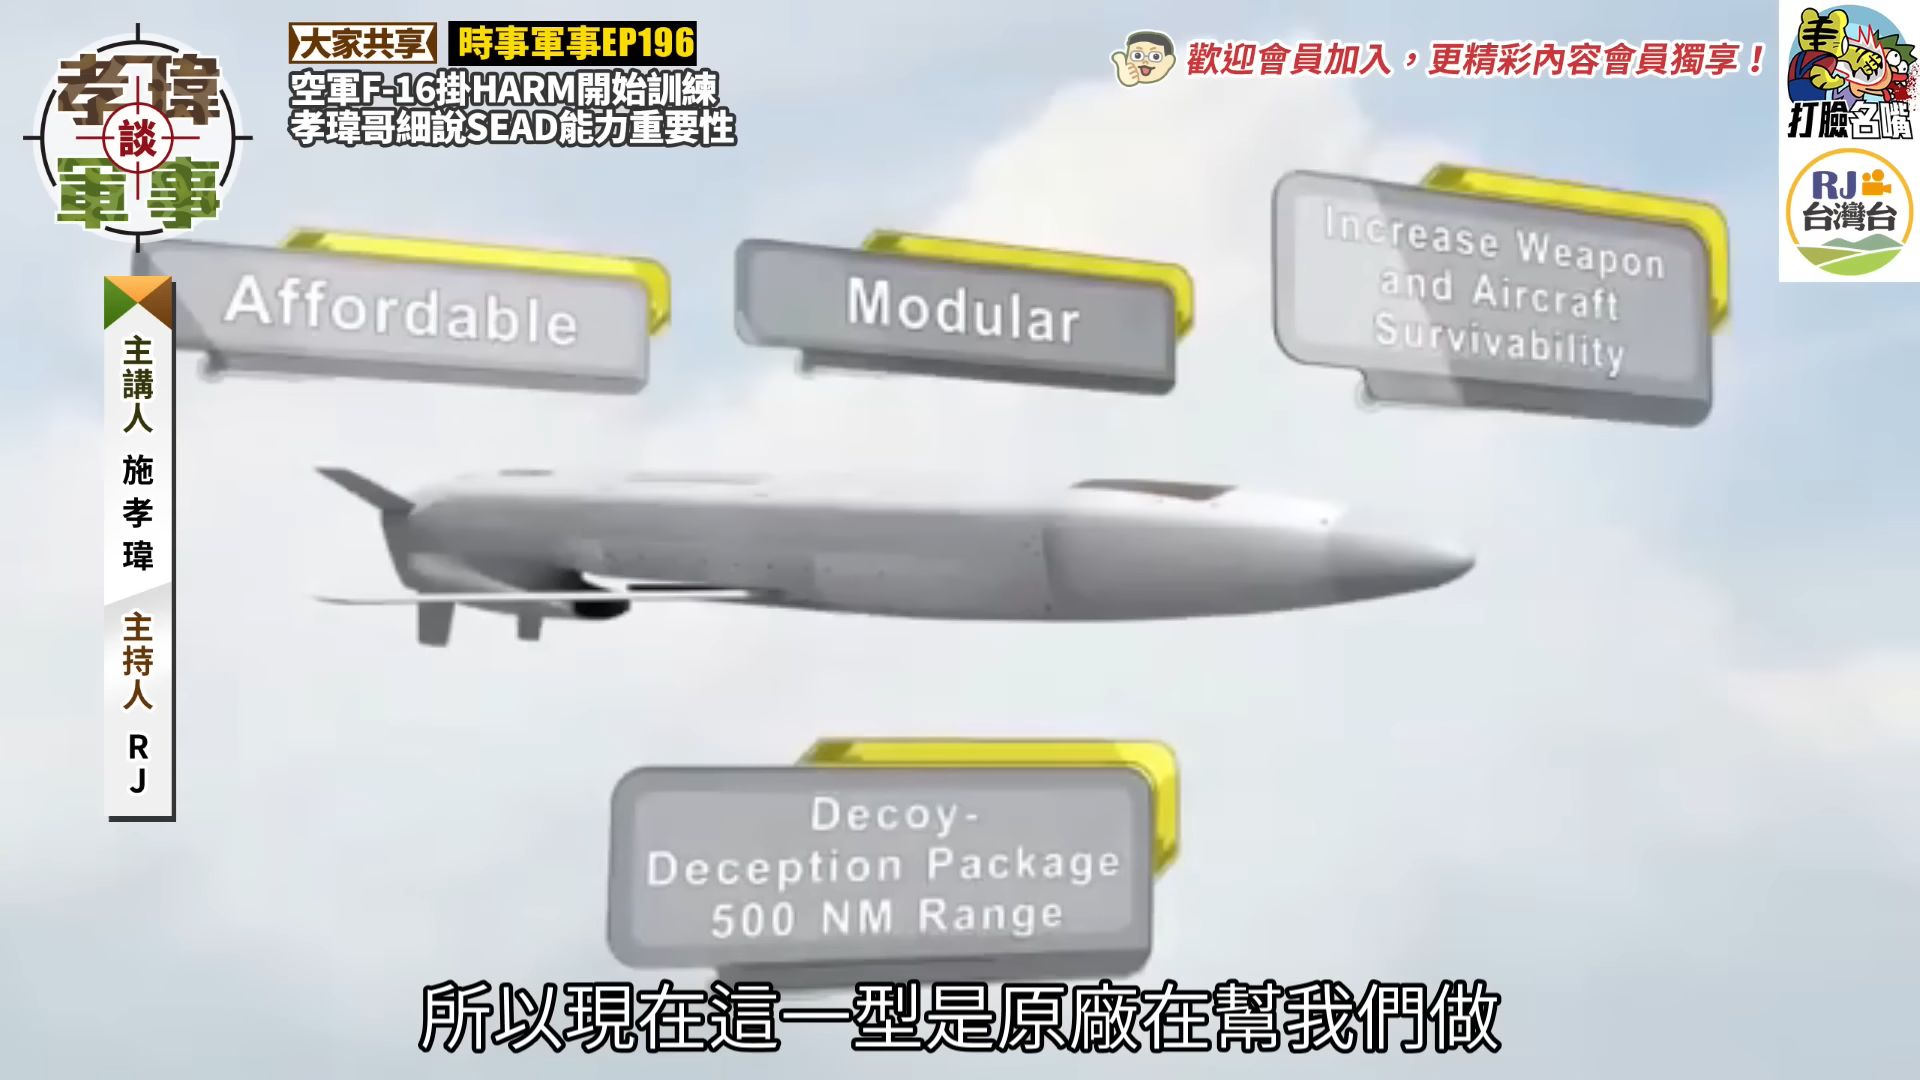 孝瑋
談
軍事
大家共享
時事軍事EP196
空軍F-16掛HARM開始訓練
孝瑋哥細說SEAD能力重要性
歡迎會員加入，更精彩內容會員獨享！
打臉名嘴
RJ
台灣台
主講人 施孝瑋 主持人 RJ
Affordable
Modular
Increase Weapon
and Aircraft
Survivability
Decoy-
Deception Package
500 NM Range
所以現在這一型是原廠在幫我們做